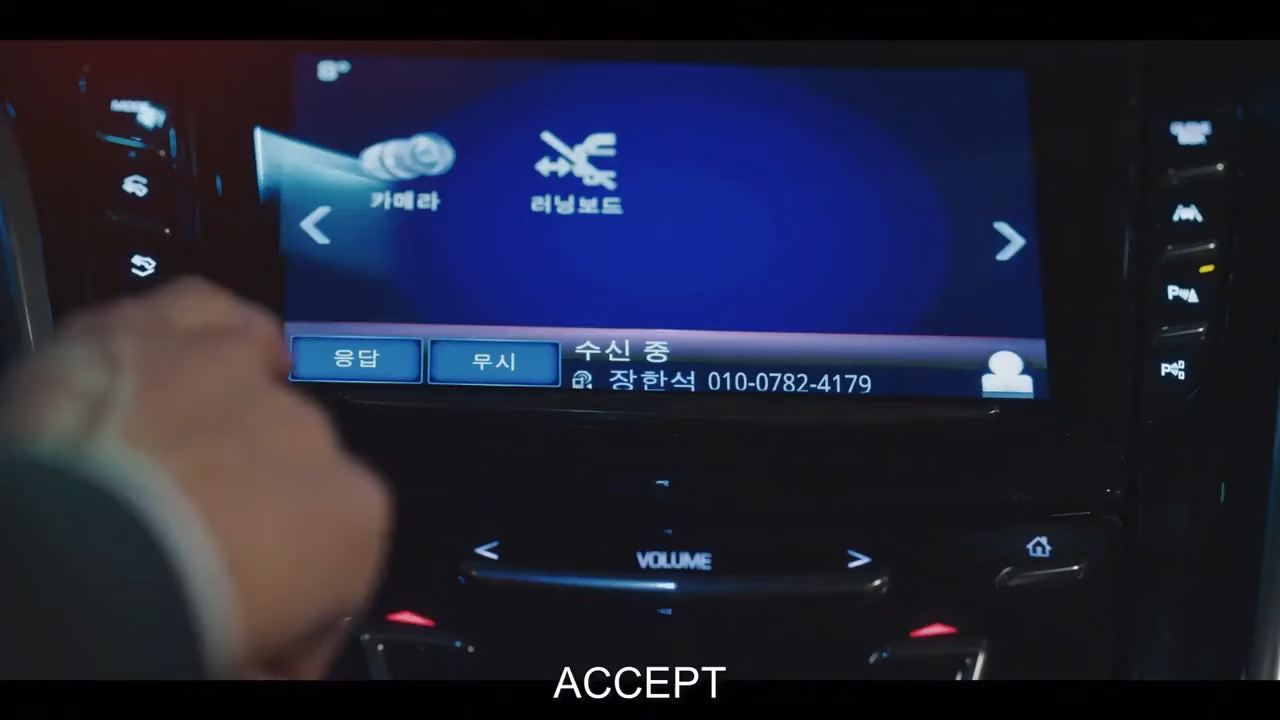 8°
카메라
러닝보드
응답
무시
수신 중
장한석 010-0782-4179
VOLUME
ACCEPT